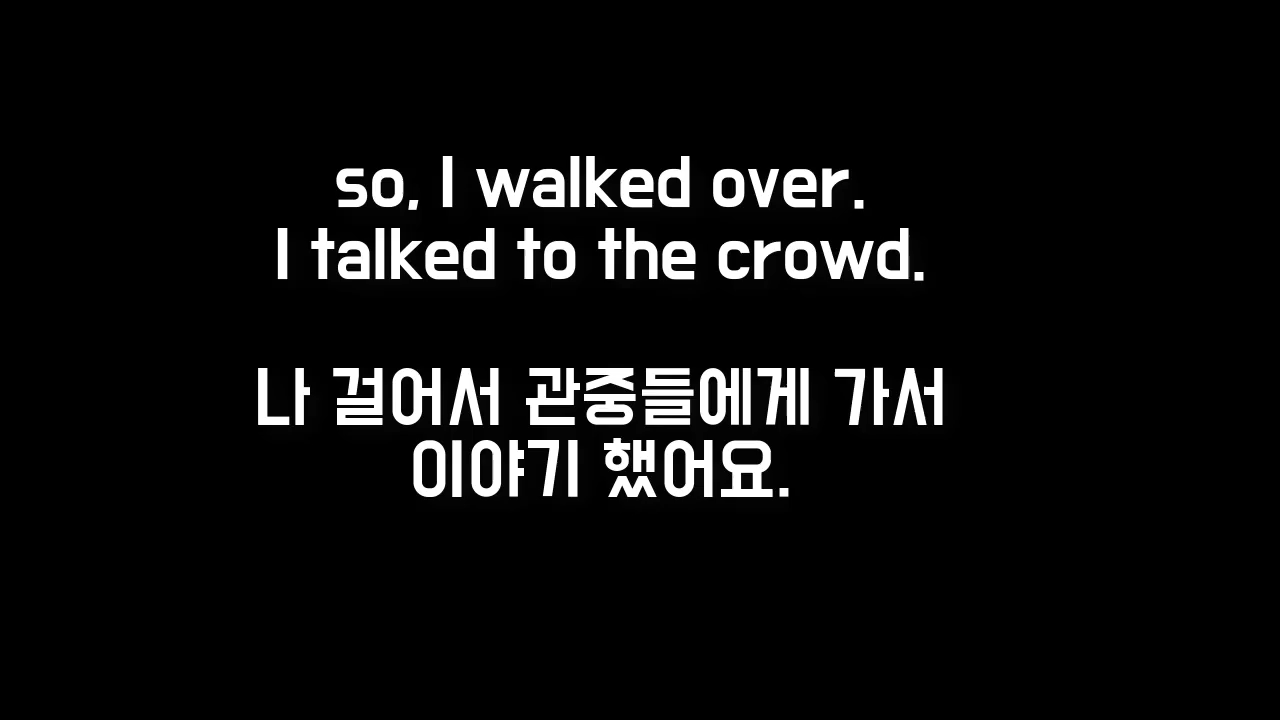 so, I walked over.
I talked to the crowd.
나 걸어서 관중들에게 가서
이야기 했어요.